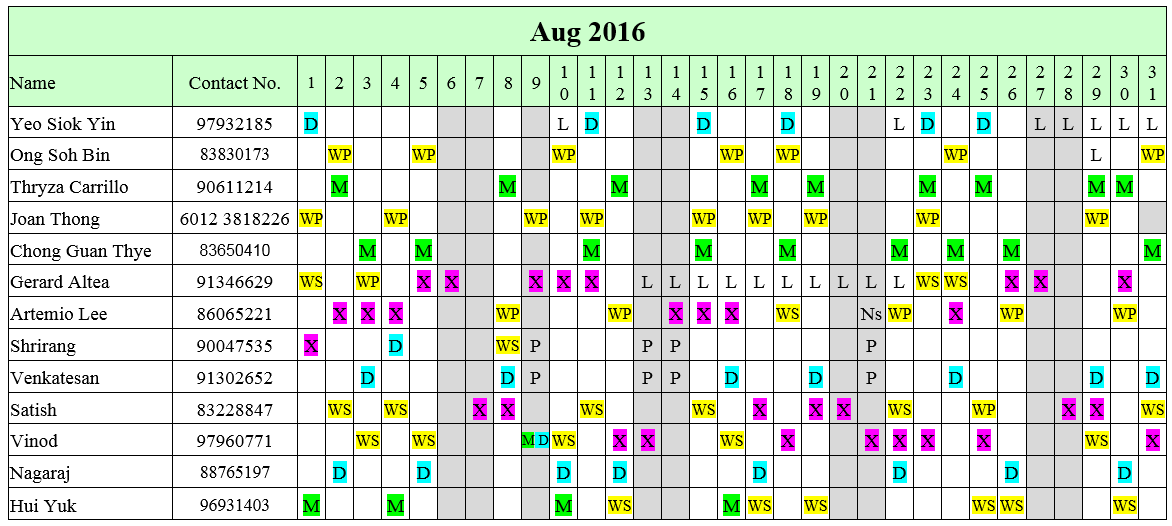 Aug 2016
Name Contact No. 1 2 3 4 5 6 7 8 9 10 11 12 13 14 15 16 17 18 19 20 21 22 23 24 25 26 27 28 29 30 31
Yeo Siok Yin 97932185 D L D D D L D D L L L L L
Ong Soh Bin 83830173 WP WP WP WP WP WP L WP
Thryza Carrillo 90611214 M M M M M M M M M
Joan Thong 6012 3818226 WP WP WP WP WP WP WP WP WP
Chong Guan Thye 83650410 M M M M M M M M M
Gerard Altea 91346629 WS WP X X X X X L L L L L L L L L L WS WS X X X
Artemio Lee 86065221 X X X WP WP X X X WS Ns WP X WP WP
Shrirang 90047535 X D WS P P P P
Venkatesan 91302652 D D P P P D D P D D D
Satish 83228847 WS WS X X WS WS X X X WS WP X X WS
Vinod 97960771 WS WS M D WS X X WS X X X X X WS X
Nagaraj 88765197 D D D D D D D D
Hui Yuk 96931403 M M M WS M WS WS WS WS WS